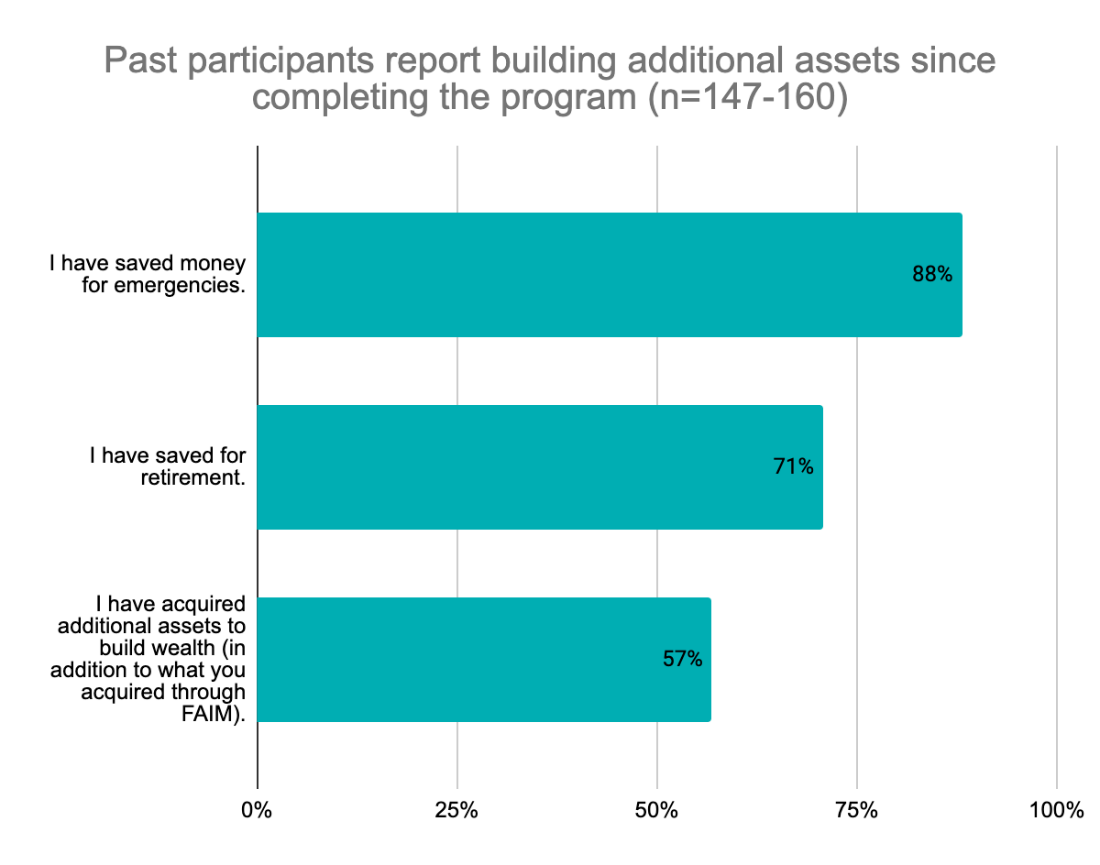 Past participants report building additional assets since
completing the program (n=147-160)
I have saved money
for emergencies.
88%
I have saved for
retirement.
71%
I have acquired
additional assets to
build wealth (in
addition to what you
acquired through
FAIM).
57%
0%
25%
50%
75%
100%